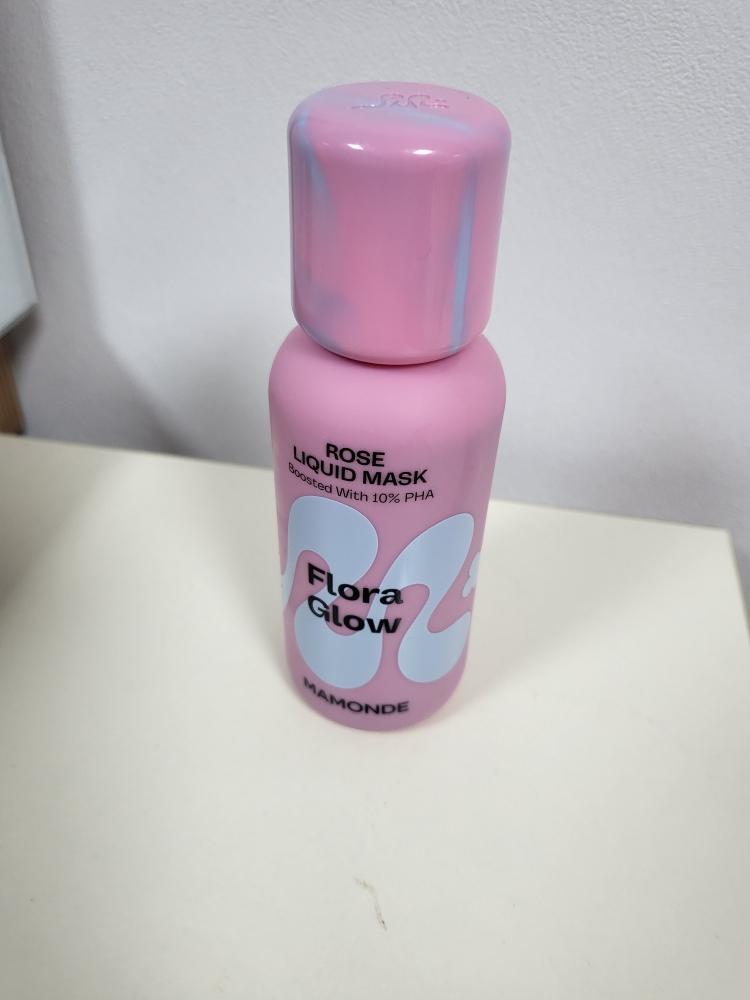 ROSE
LIQUID MASK
Boosted With 10% PHA
Flora
Glow
MAMONDE